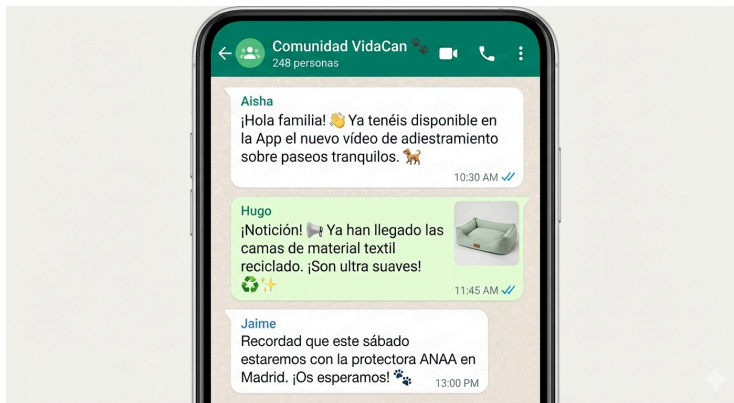 Comunidad VidaCan 🐾
248 personas
Aisha
¡Hola familia! 👋 Ya tenéis disponible en
la App el nuevo vídeo de adiestramiento
sobre paseos tranquilos. 🐕
10:30 AM
Hugo
¡Notición! 📢 Ya han llegado las
camas de material textil
reciclado. ¡Son ultra suaves!
♻️✨
11:45 AM
Jaime
Recordad que este sábado
estaremos con la protectora ANAA en
Madrid. ¡Os esperamos! 🐾
13:00 PM